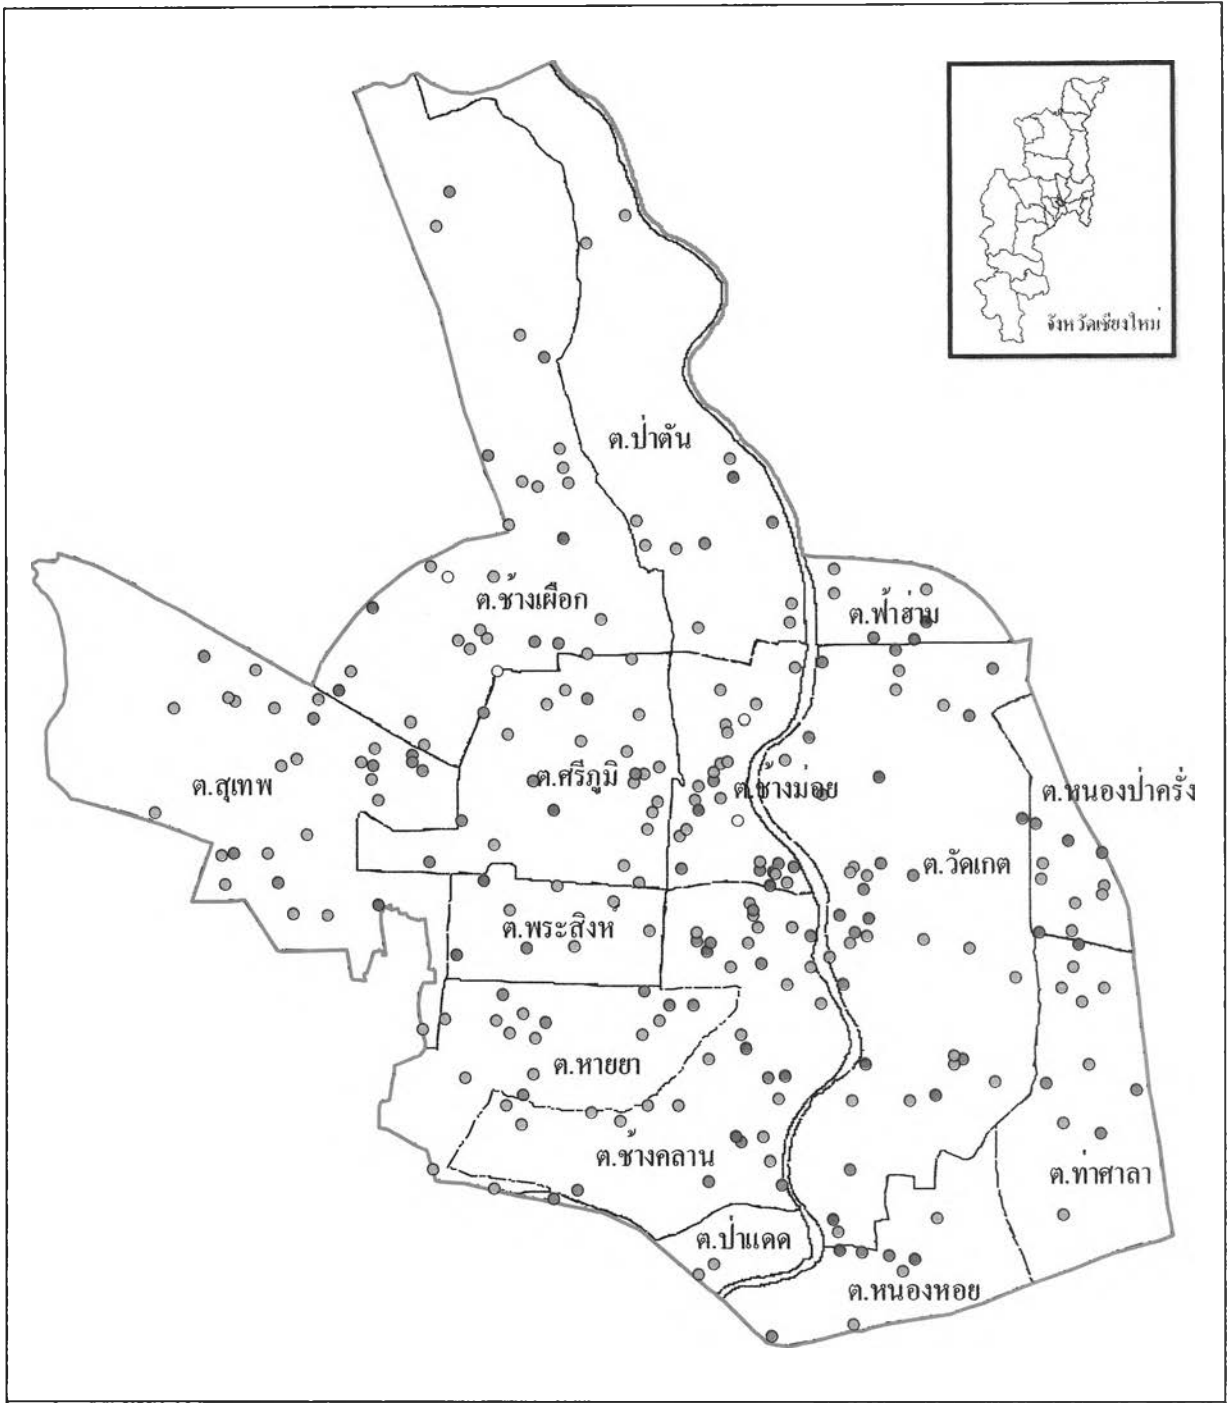 จังหวัดเชียงใหม่
ต.ป่าตัน
ต.ช้างเผือก
ต.ฟ้าฮ่าม
ต.สุเทพ
ต.ศรีภูมิ
ต.ช้างม่อย
ต.หนองป่าครั่ง
ต.วัดเกต
ต.พระสิงห์
ต.หายยา
ต.ช้างคลาน
ต.ท่าศาลา
ต.ป่าแดด
ต.หนองหอย